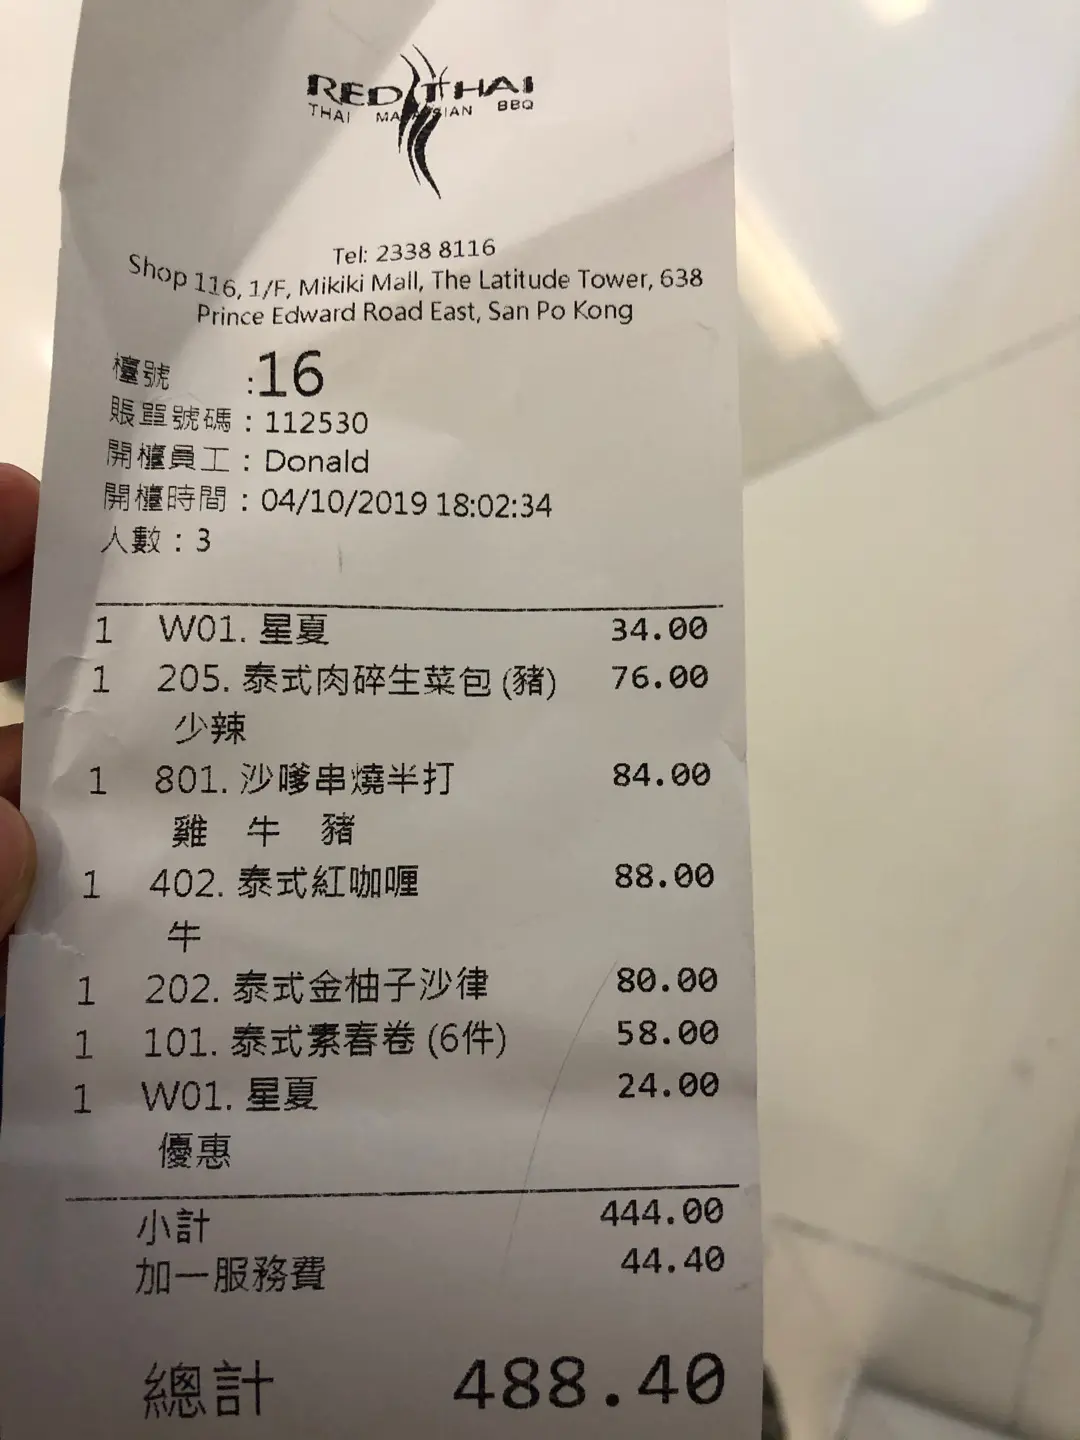 RED THAI
THAI MALAYSIAN BBQ
Tel: 2338 8116
Shop 116, 1/F, Mikiki Mall, The Latitude Tower, 638
Prince Edward Road East, San Po Kong
檯號 :16
賬單號碼 : 112530
開檯員工 : Donald
開檯時間 : 04/10/2019 18:02:34
人數 : 3
1 W01. 星夏 34.00
1 205. 泰式肉碎生菜包 (豬) 76.00
少辣
1 801. 沙嗲串燒半打 84.00
雞 牛 豬
1 402. 泰式紅咖喱 88.00
牛
1 202. 泰式金柚子沙律 80.00
1 101. 泰式素春卷 (6件) 58.00
1 W01. 星夏 24.00
優惠
小計 444.00
加一服務費 44.40
總計 488.40